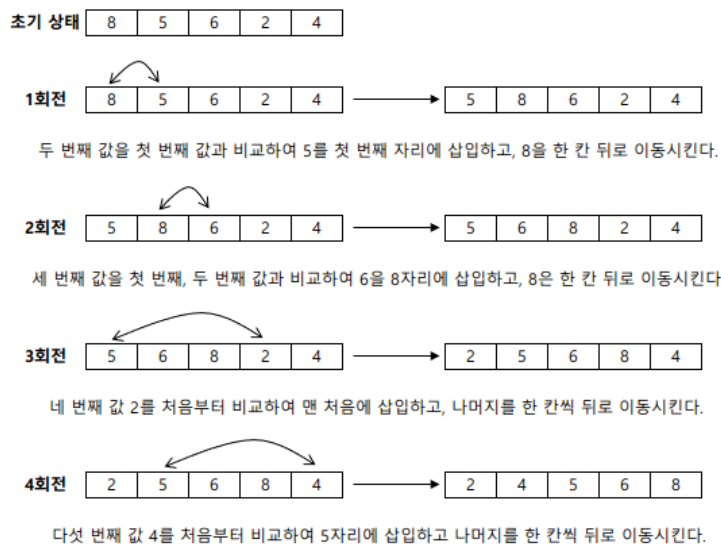 초기 상태 8 5 6 2 4
1회전 8 5 6 2 4 5 8 6 2 4
두 번째 값을 첫 번째 값과 비교하여 5를 첫 번째 자리에 삽입하고, 8을 한 칸 뒤로 이동시킨다.
2회전 5 8 6 2 4 5 6 8 2 4
세 번째 값을 첫 번째, 두 번째 값과 비교하여 6을 8자리에 삽입하고, 8은 한 칸 뒤로 이동시킨다
3회전 5 6 8 2 4 2 5 6 8 4
네 번째 값 2를 처음부터 비교하여 맨 처음에 삽입하고, 나머지를 한 칸씩 뒤로 이동시킨다.
4회전 2 5 6 8 4 2 4 5 6 8
다섯 번째 값 4를 처음부터 비교하여 5자리에 삽입하고 나머지를 한 칸씩 뒤로 이동시킨다.